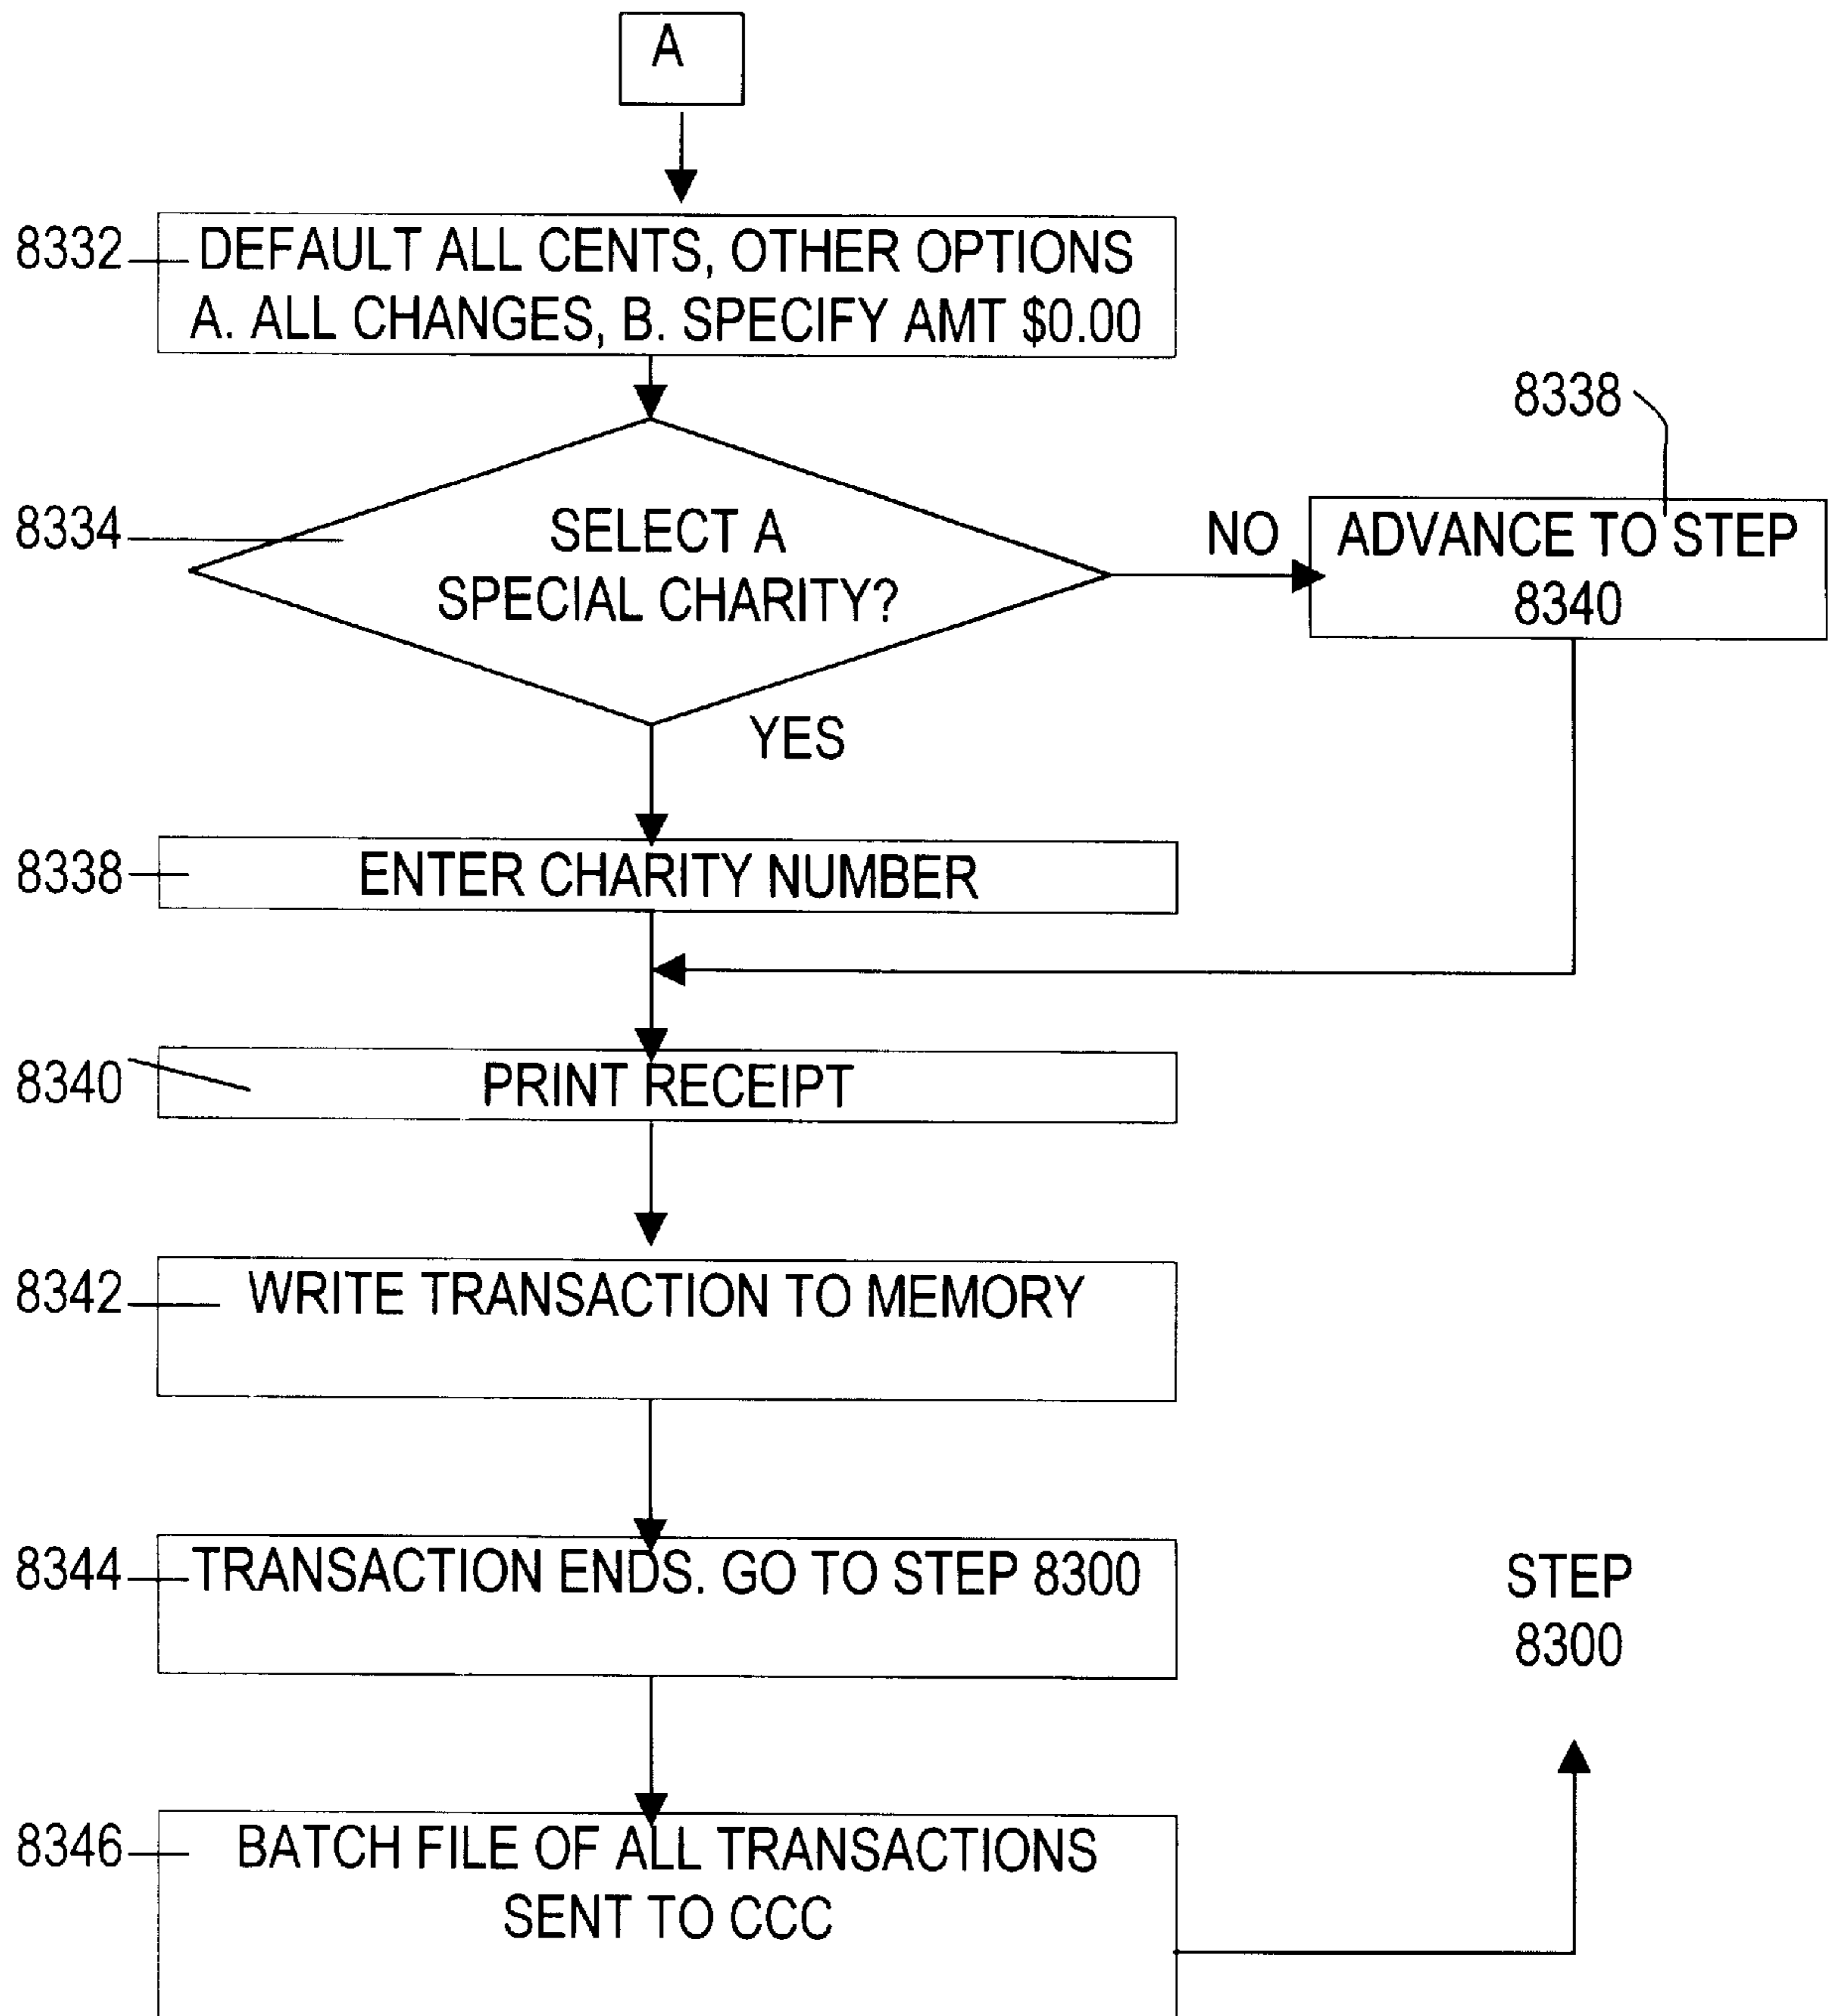 A
8332
DEFAULT ALL CENTS, OTHER OPTIONS
A. ALL CHANGES, B. SPECIFY AMT $0.00
8338
8334
SELECT A
SPECIAL CHARITY?
NO
ADVANCE TO STEP
8340
YES
8338
ENTER CHARITY NUMBER
8340
PRINT RECEIPT
8342
WRITE TRANSACTION TO MEMORY
8344
TRANSACTION ENDS. GO TO STEP 8300
STEP
8300
8346
BATCH FILE OF ALL TRANSACTIONS
SENT TO CCC